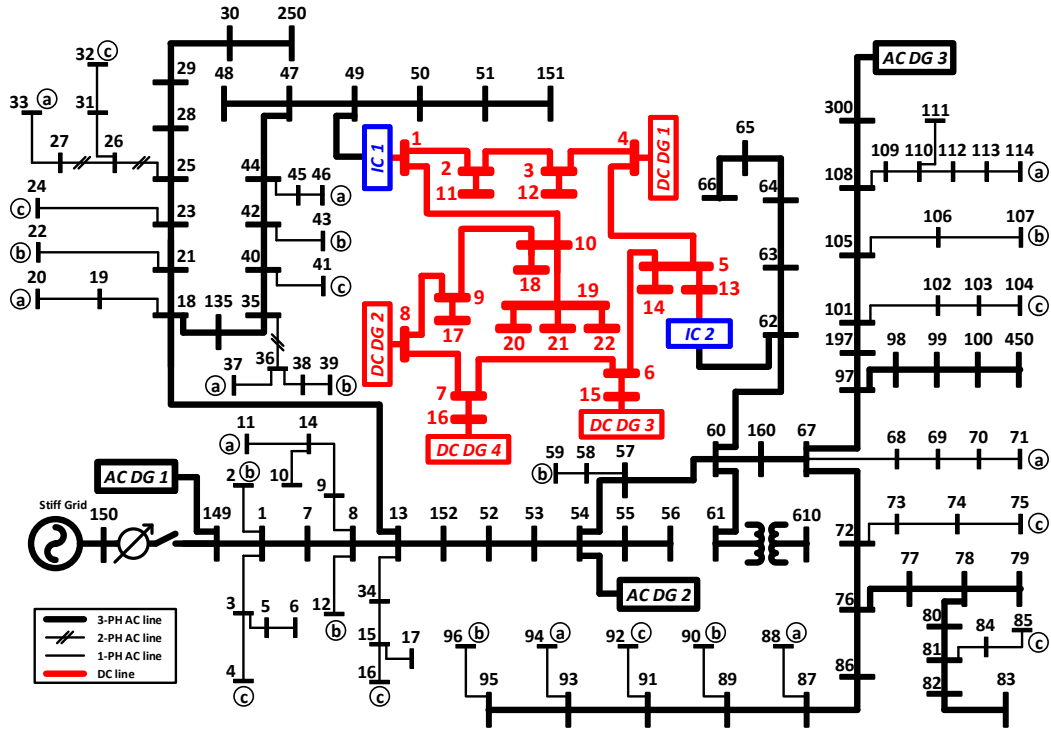 30 250
32 c
29
48 47 49 50 51 151
AC DG 3
33 a
31
28
300
111
27 26
IC 1
1
4
DC DG 1
65
109 110 112 113 114
a
25
44
45 46
a
2
3
11
12
66
64
108
24
c
23
42
43
b
106 107
b
22
b
21
40
41
c
10
18
63
105
5
13
14
20 19
a
18 135 35
9
17
19
20 21 22
IC 2
62
102 103 104
c
101
8
DC DG 2
197
98 99 100 450
97
36
37
a
38 39
b
7
16
6
15
DC DG 4
DC DG 3
11
a
14
10
9
2
b
59
b
58 57
60 160 67
68 69 70 71
a
AC DG 1
Stiff Grid
150 149 1 7 8 13 152 52 53 54 55 56
61 610
72
73 74 75
c
AC DG 2
77 78 79
76
3 5 6
4
c
12
b
34
15 17
16
c
80
81
82
84 85
c
83
96 b
94 a
92 c
90 b
88 a
86
95 93 91 89 87
3-PH AC line
2-PH AC line
1-PH AC line
DC line